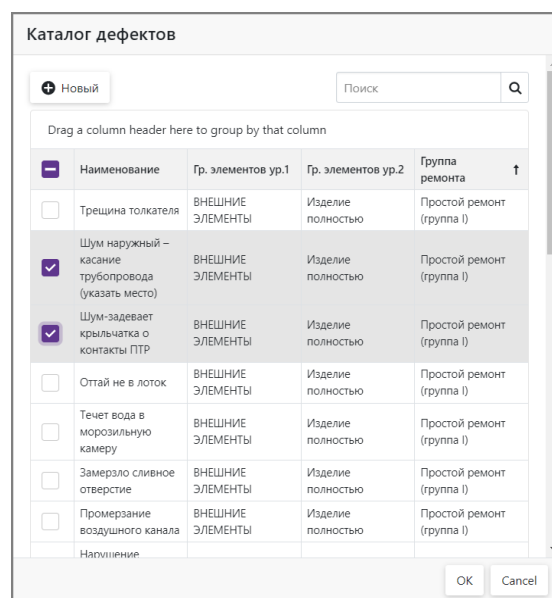 Каталог дефектов
Новый
Поиск
Drag a column header here to group by that column
Наименование Гр. элементов ур.1 Гр. элементов ур.2 Группа ремонта
Трещина толкателя ВНЕШНИЕ ЭЛЕМЕНТЫ Изделие полностью Простой ремонт (группа I)
Шум наружный – касание трубопровода (указать место) ВНЕШНИЕ ЭЛЕМЕНТЫ Изделие полностью Простой ремонт (группа I)
Шум-задевает крыльчатка о контакты ПТР ВНЕШНИЕ ЭЛЕМЕНТЫ Изделие полностью Простой ремонт (группа I)
Оттай не в лоток ВНЕШНИЕ ЭЛЕМЕНТЫ Изделие полностью Простой ремонт (группа I)
Течет вода в морозильную камеру ВНЕШНИЕ ЭЛЕМЕНТЫ Изделие полностью Простой ремонт (группа I)
Замерзло сливное отверстие ВНЕШНИЕ ЭЛЕМЕНТЫ Изделие полностью Простой ремонт (группа I)
Промерзание воздушного канала ВНЕШНИЕ ЭЛЕМЕНТЫ Изделие полностью Простой ремонт (группа I)
Нарушение
OK Cancel